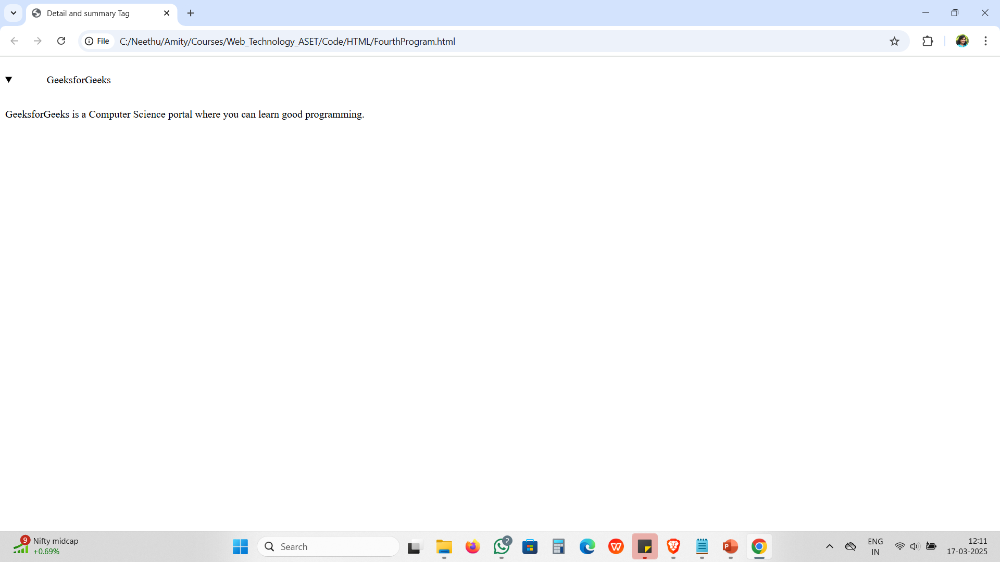 Detail and summary Tag
File
C:/Neethu/Amity/Courses/Web_Technology_ASET/Code/HTML/FourthProgram.html
GeeksforGeeks
GeeksforGeeks is a Computer Science portal where you can learn good programming.
9
Nifty midcap
+0.69%
Search
2
W
P
ENG
IN
12:11
17-03-2025